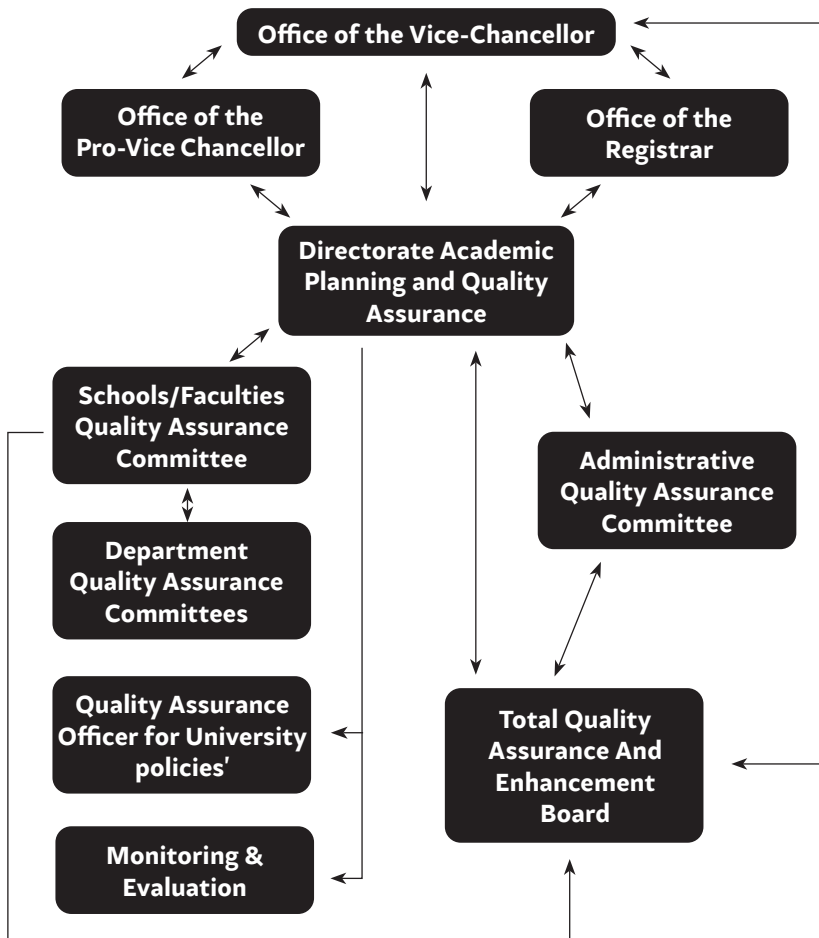 Office of the Vice-Chancellor
Office of the
Pro-Vice Chancellor
Office of the
Registrar
Directorate Academic
Planning and Quality
Assurance
Schools/Faculties
Quality Assurance
Committee
Administrative
Quality Assurance
Committee
Department
Quality Assurance
Committees
Quality Assurance
Officer for University
policies'
Total Quality
Assurance And
Enhancement
Board
Monitoring &
Evaluation